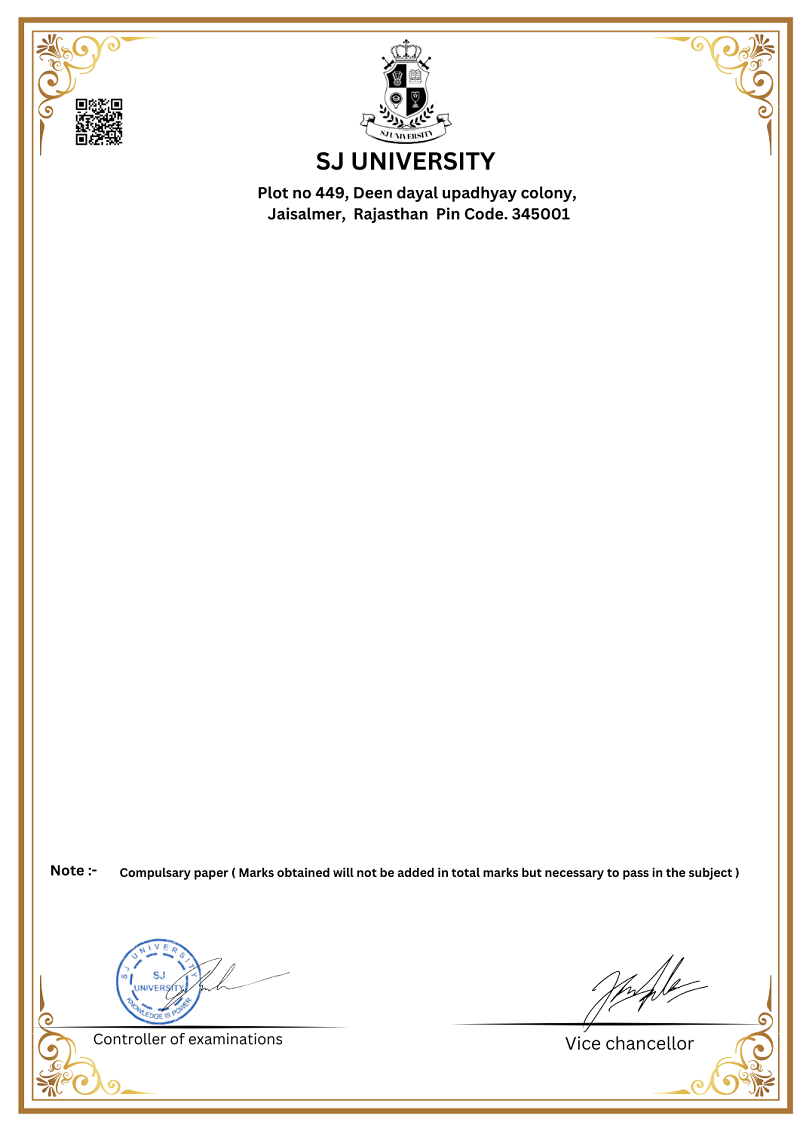 SJ UNIVERSITY
SJ UNIVERSITY
Plot no 449, Deen dayal upadhyay colony,
Jaisalmer, Rajasthan Pin Code. 345001
Note :- Compulsary paper ( Marks obtained will not be added in total marks but necessary to pass in the subject )
SJ UNIVERSITY
SJ
UNIVERSITY
KNOWLEDGE IS POWER
Controller of examinations
Vice chancellor